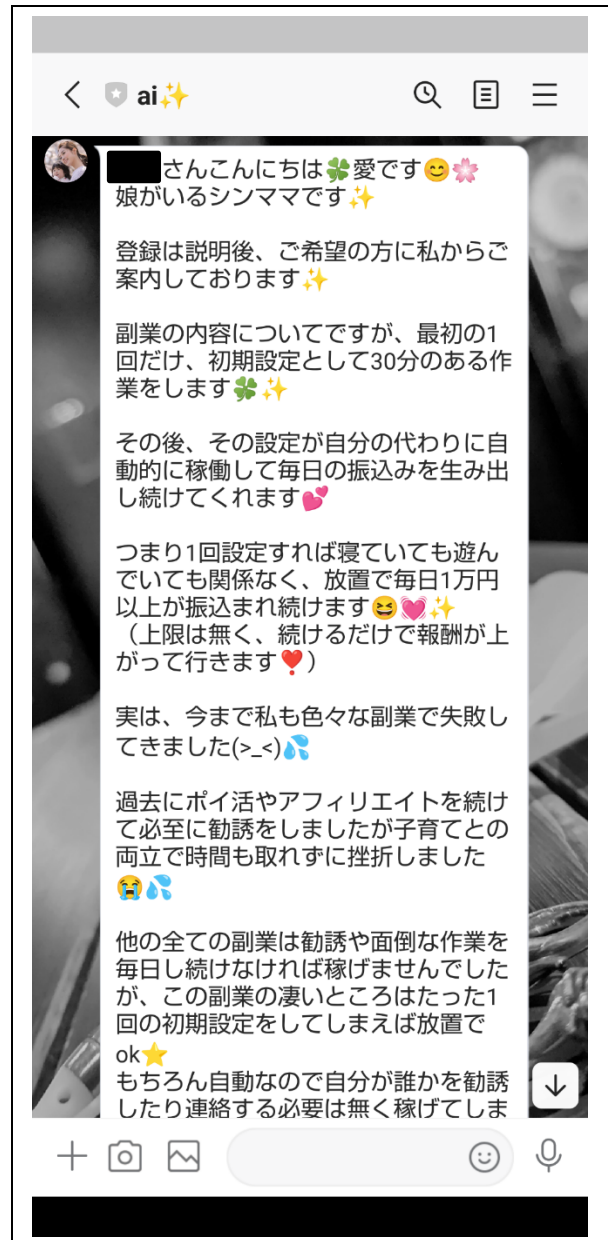 ai✨
さんこんにちは🍀愛です😊🌸
娘がいるシンママです✨
登録は説明後、ご希望の方に私からご
案内しております✨
副業の内容についてですが、最初の1
回だけ、初期設定として30分のある作
業をします🍀✨
その後、その設定が自分の代わりに自
動的に稼働して毎日の振込みを生み出
し続けてくれます💕
つまり1回設定すれば寝ていても遊ん
でいても関係なく、放置で毎日1万円
以上が振込まれ続けます😆💓✨
（上限は無く、続けるだけで報酬が上
がって行きます❣️）
実は、今まで私も色々な副業で失敗し
てきました(>_<)💦
過去にポイ活やアフィリエイトを続け
て必至に勧誘をしましたが子育てとの
両立で時間も取れずに挫折しました
😭💦
他の全ての副業は勧誘や面倒な作業を
毎日し続けなければ稼げませんでした
が、この副業の凄いところはたった1
回の初期設定をしてしまえば放置で
ok⭐
もちろん自動なので自分が誰かを勧誘
したり連絡する必要は無く稼げてしま